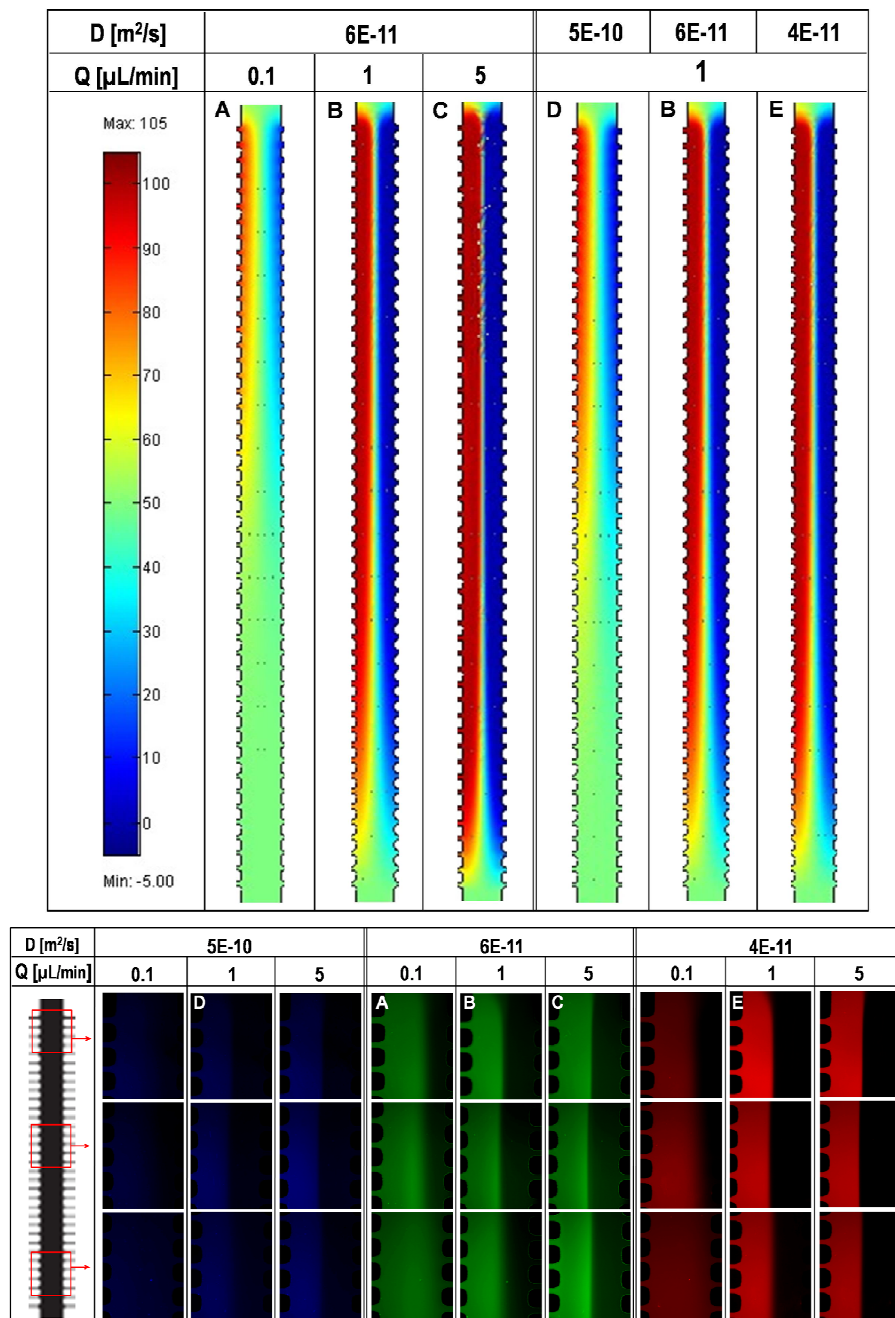 D [m²/s] 6E-11 5E-10 6E-11 4E-11
Q [µL/min] 0.1 1 5 1
A B C D B E
Max: 105
100
90
80
70
60
50
40
30
20
10
0
Min: -5.00
D [m²/s] 5E-10 6E-11 4E-11
Q [µL/min] 0.1 1 5 0.1 1 5 0.1 1 5
D A B C E